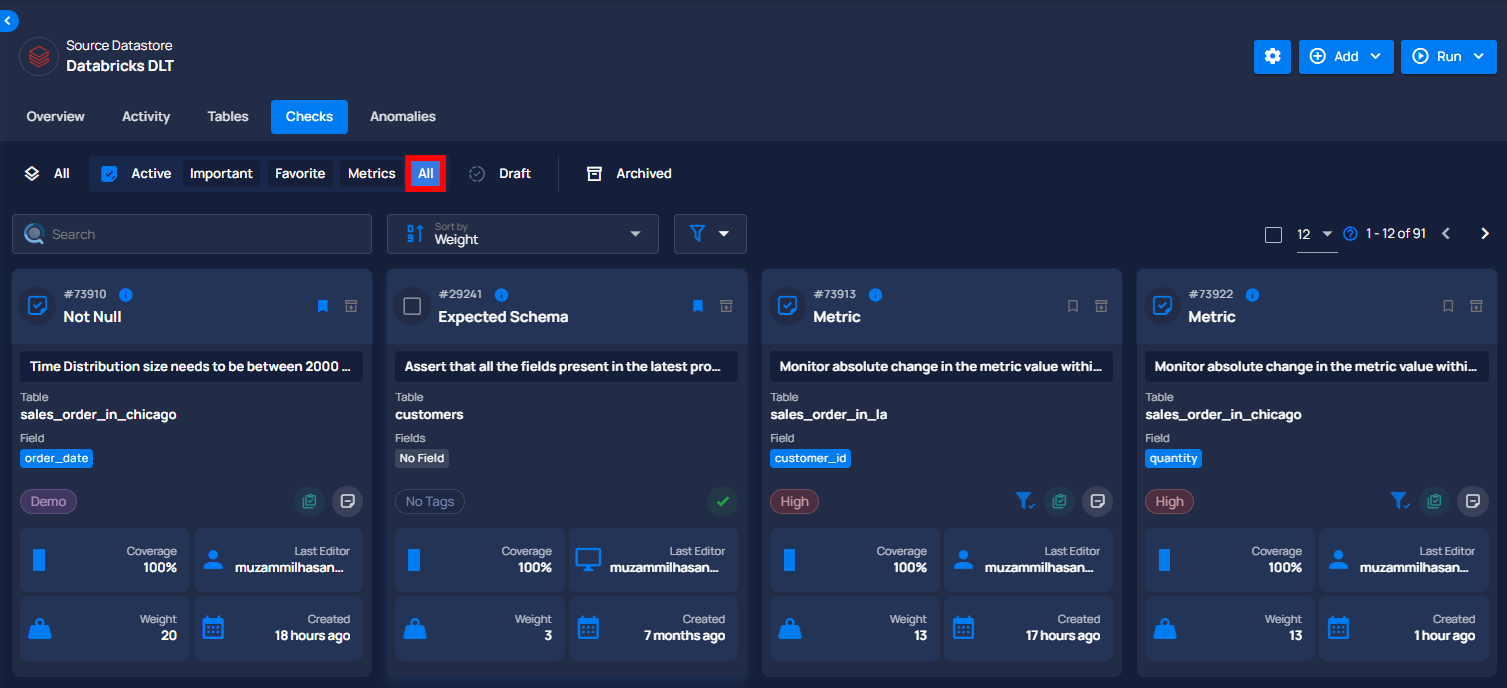 Source Datastore
Databricks DLT
Add
Run
Overview Activity Tables Checks Anomalies
All Active Important Favorite Metrics All Draft Archived
Search
Sort by
Weight
12 1 - 12 of 91
#73910
Not Null
Time Distribution size needs to be between 2000 ...
Table
sales_order_in_chicago
Field
order_date
Demo
Coverage
100%
Last Editor
muzammilhasan...
Weight
20
Created
18 hours ago
#29241
Expected Schema
Assert that all the fields present in the latest pro...
Table
customers
Fields
No Field
No Tags
Coverage
100%
Last Editor
muzammilhasan...
Weight
3
Created
7 months ago
#73913
Metric
Monitor absolute change in the metric value withi...
Table
sales_order_in_la
Field
customer_id
High
Coverage
100%
Last Editor
muzammilhasan...
Weight
13
Created
17 hours ago
#73922
Metric
Monitor absolute change in the metric value withi...
Table
sales_order_in_chicago
Field
quantity
High
Coverage
100%
Last Editor
muzammilhasan...
Weight
13
Created
1 hour ago